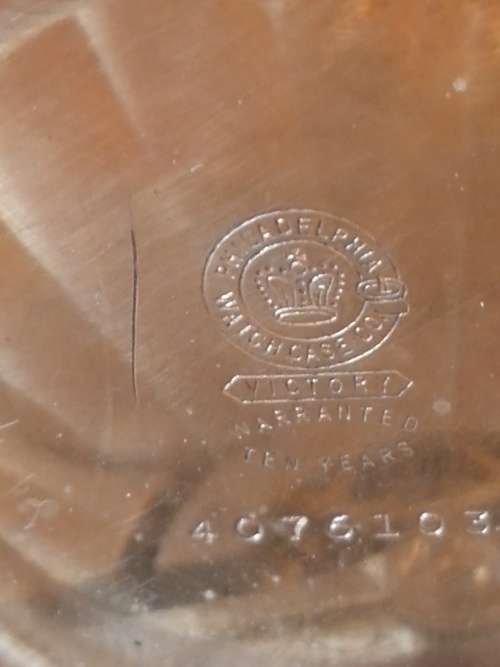 PHILADELPHIA
WATCH CASE CO.
VICTORY
WARRANTED
TEN YEARS
4076103